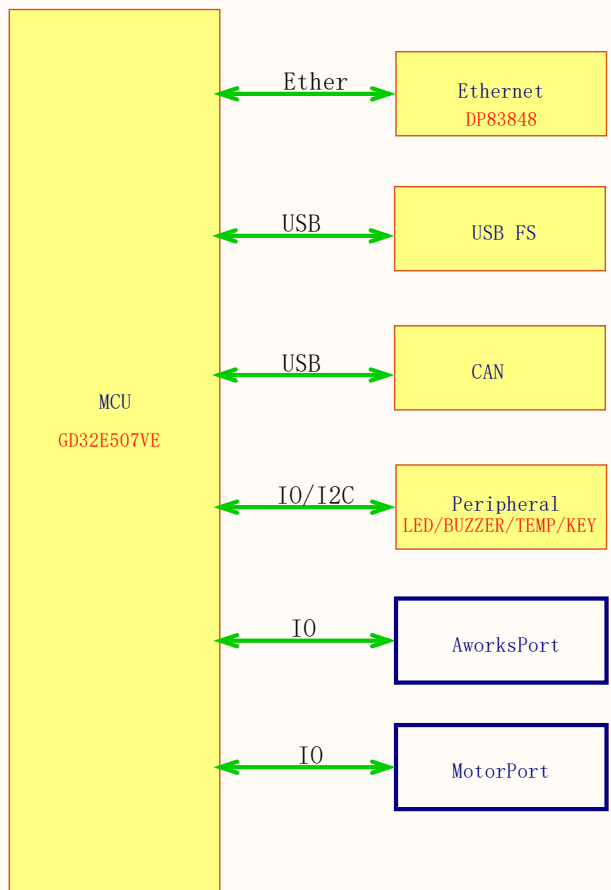 Ether
Ethernet
DP83848
USB
USB FS
USB
CAN
MCU
GD32E507VE
IO/I2C
Peripheral
LED/BUZZER/TEMP/KEY
IO
AworksPort
IO
MotorPort